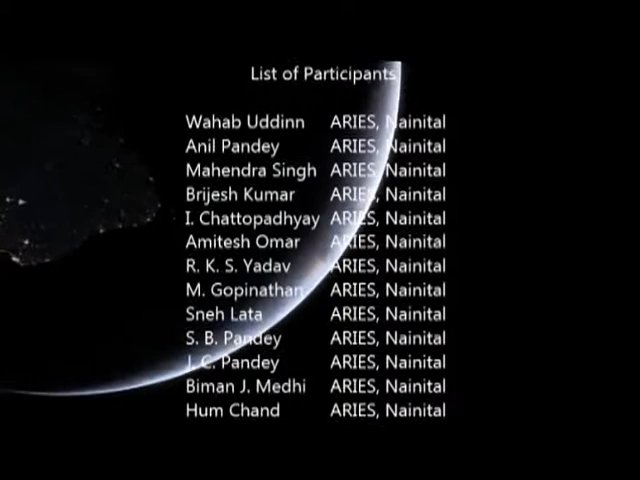 List of Participants
Wahab Uddinn ARIES, Nainital
Anil Pandey ARIES, Nainital
Mahendra Singh ARIES, Nainital
Brijesh Kumar ARIES, Nainital
I. Chattopadhyay ARIES, Nainital
Amitesh Omar ARIES, Nainital
R. K. S. Yadav ARIES, Nainital
M. Gopinathan ARIES, Nainital
Sneh Lata ARIES, Nainital
S. B. Pandey ARIES, Nainital
J. C. Pandey ARIES, Nainital
Biman J. Medhi ARIES, Nainital
Hum Chand ARIES, Nainital